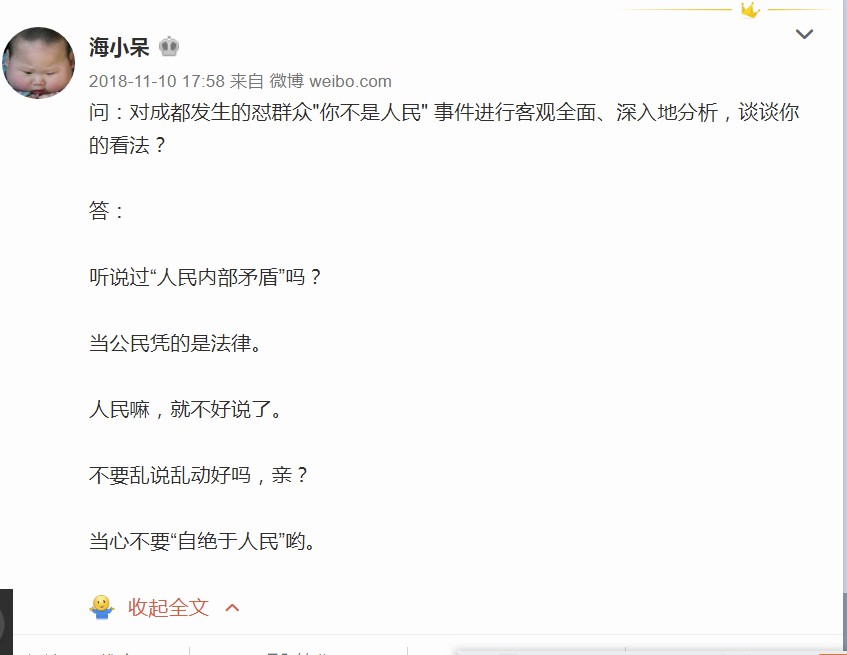 海小呆
2018-11-10 17:58 来自 微博 weibo.com
问：对成都发生的怼群众"你不是人民" 事件进行客观全面、深入地分析，谈谈你
的看法？
答：
听说过“人民内部矛盾”吗？
当公民凭的是法律。
人民嘛，就不好说了。
不要乱说乱动好吗，亲？
当心不要“自绝于人民”哟。
收起全文